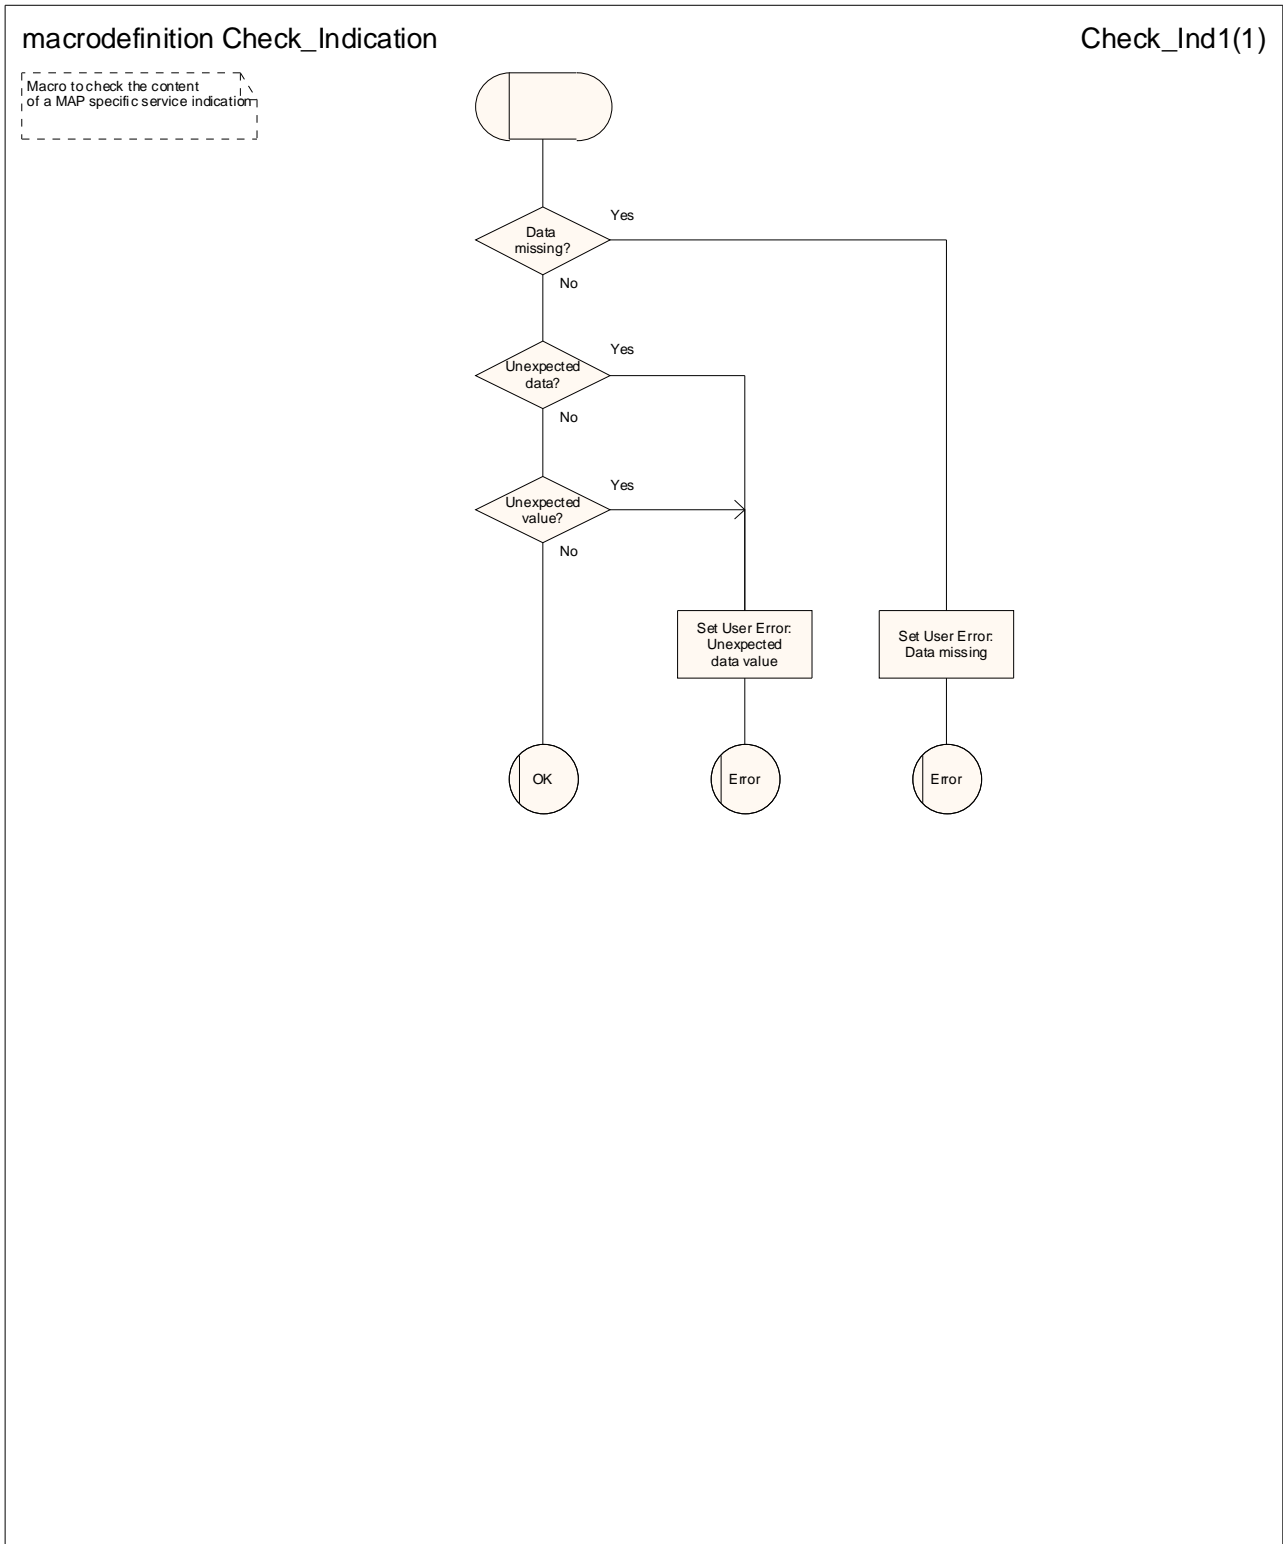 macrodefinition Check_Indication
Check_Ind1(1)
Macro to check the content
of a MAP specific service indication
Yes
Data
missing?
No
Yes
Unexpected
data?
No
Yes
Unexpected
value?
No
Set User Error:
Unexpected
data value
Set User Error:
Data missing
OK
Error
Error